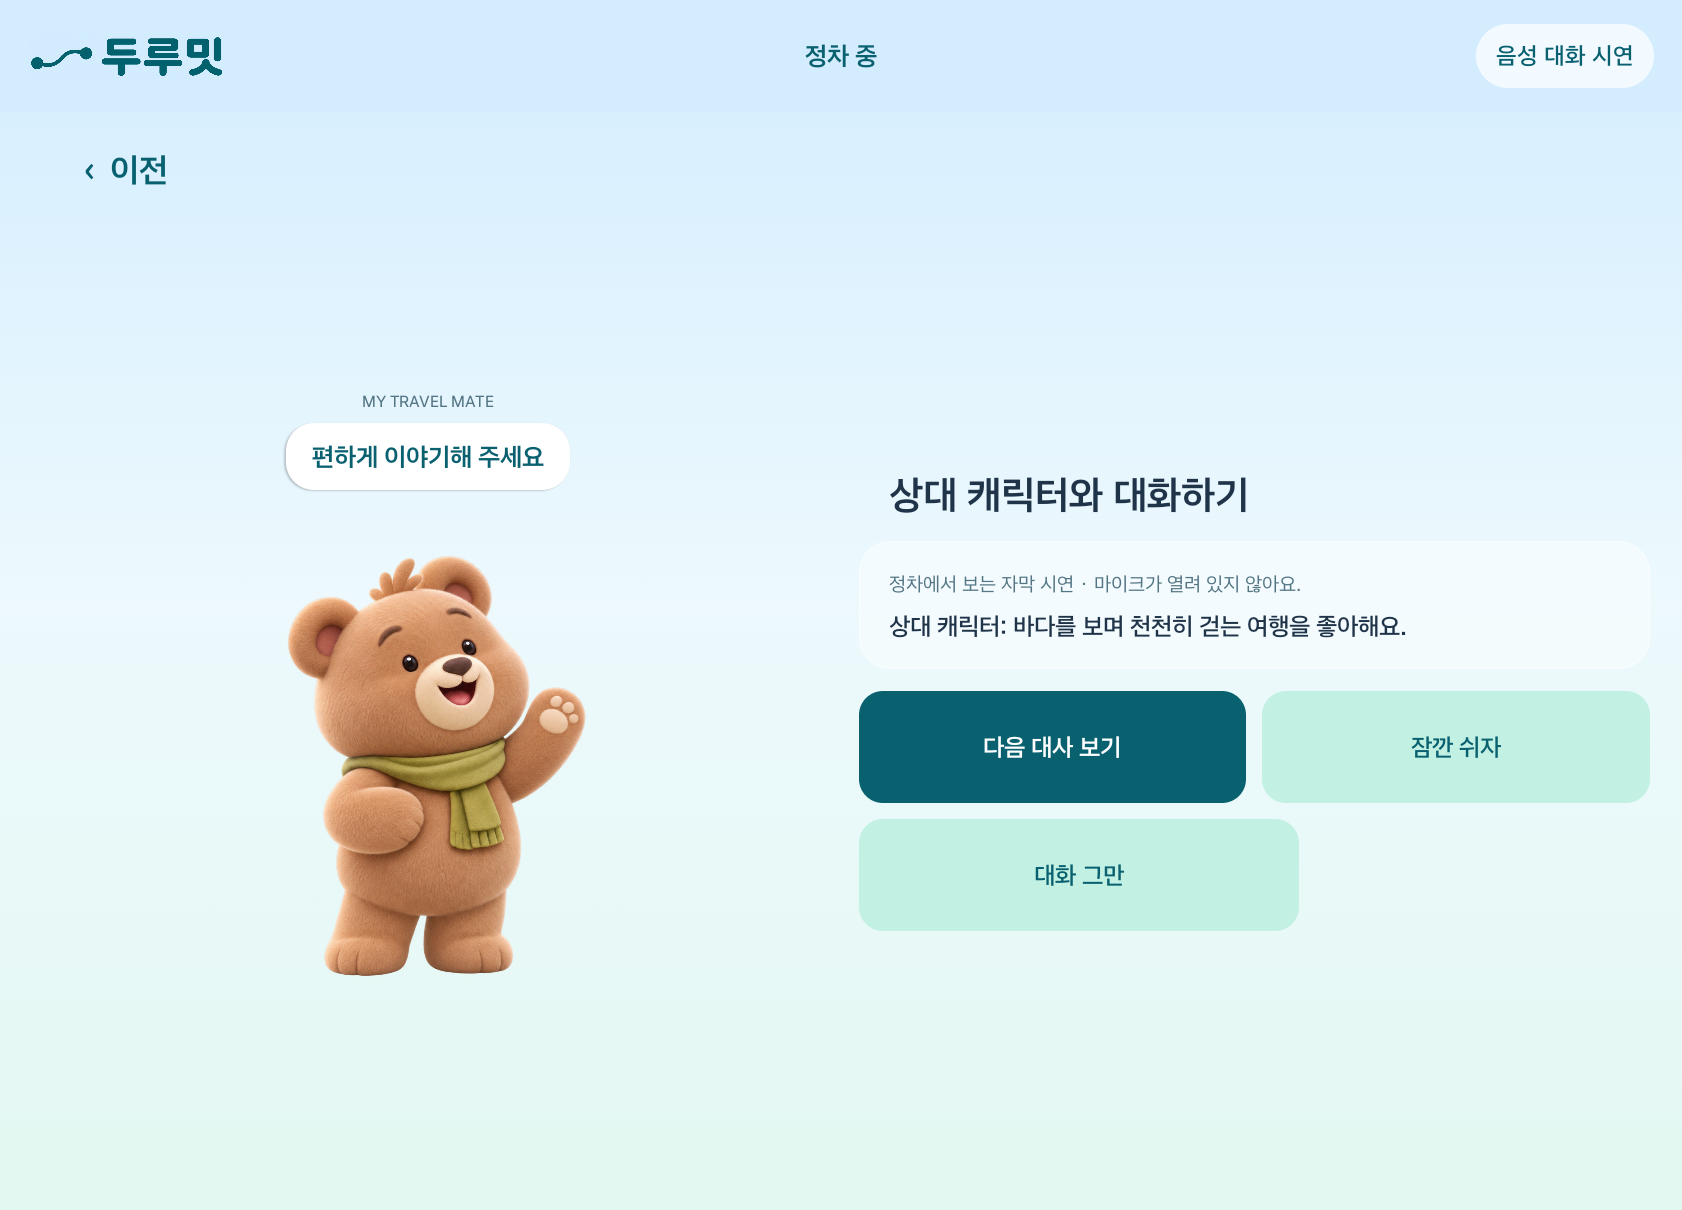 두루밋
정차 중
음성 대화 시연
‹ 이전
MY TRAVEL MATE
편하게 이야기해 주세요
상대 캐릭터와 대화하기
정차에서 보는 자막 시연 · 마이크가 열려 있지 않아요.
상대 캐릭터: 바다를 보며 천천히 걷는 여행을 좋아해요.
다음 대사 보기
잠깐 쉬자
대화 그만